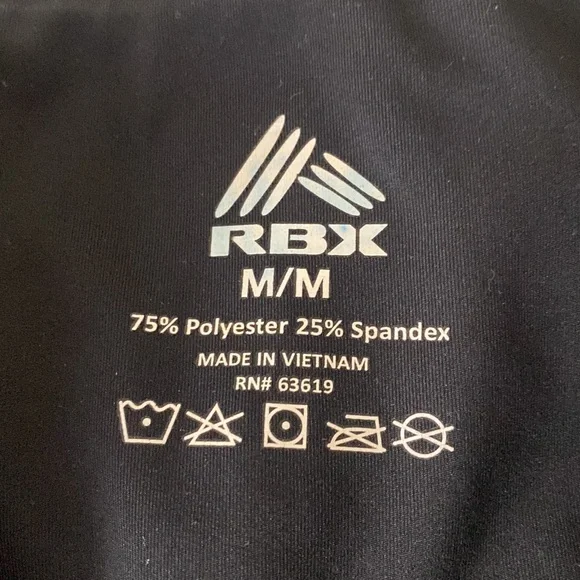 RBX
M/M
75% Polyester 25% Spandex
MADE IN VIETNAM
RN# 63619